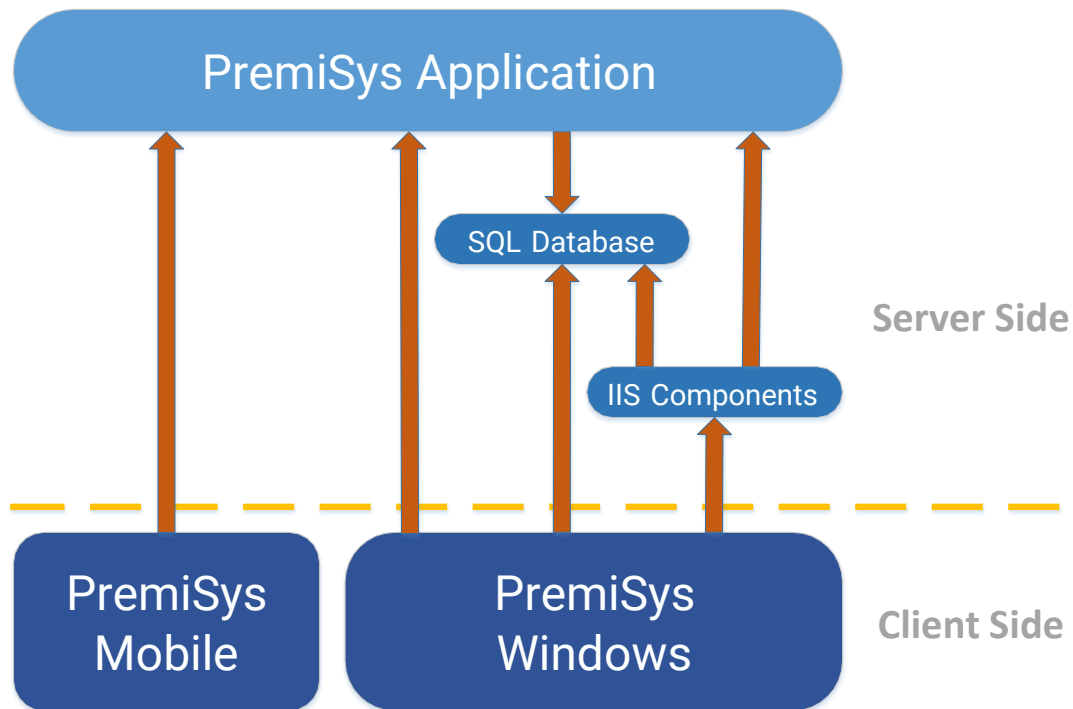 PremiSys Application
SQL Database
Server Side
IIS Components
PremiSys
Mobile
PremiSys
Windows
Client Side